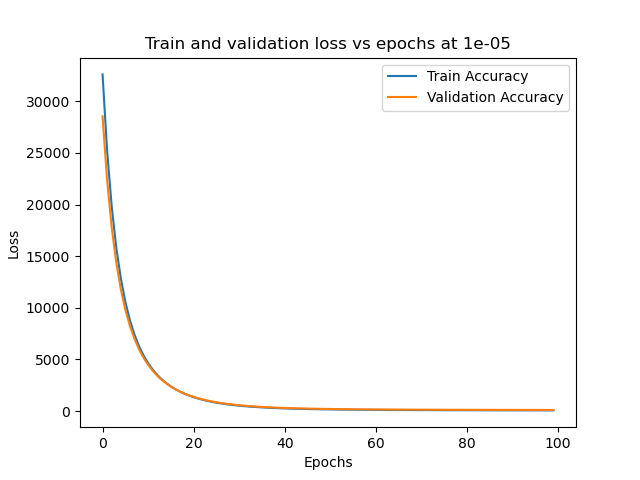 Train and validation loss vs epochs at 1e-05
Train Accuracy
Validation Accuracy
30000
25000
20000
15000
10000
5000
0
Loss
0 20 40 60 80 100
Epochs